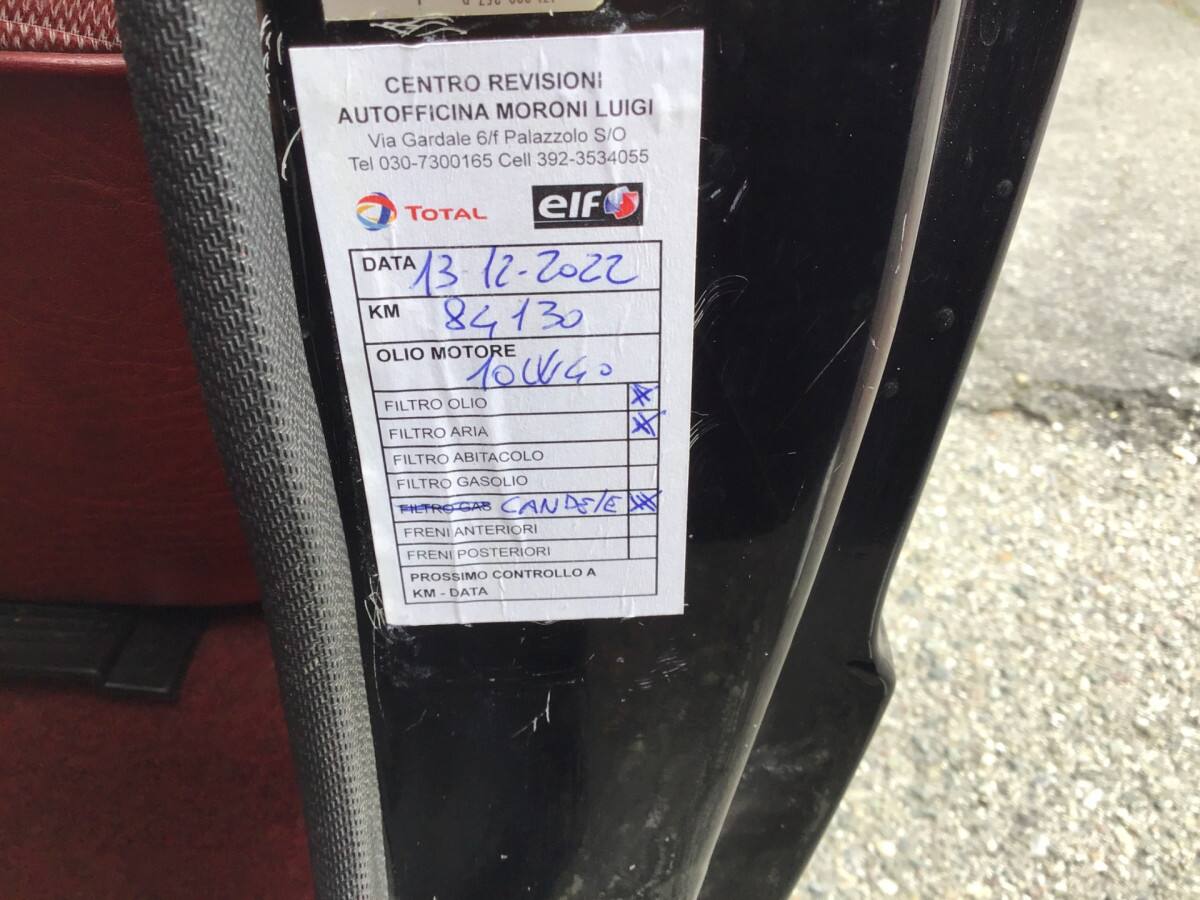 CENTRO REVISIONI
AUTOFFICINA MORONI LUIGI
Via Gardale 6/f Palazzolo S/O
Tel 030-7300165 Cell 392-3534055
TOTAL elf
DATA 13-12-2022
KM 84130
OLIO MOTORE 10W40
FILTRO OLIO X
FILTRO ARIA X
FILTRO ABITACOLO
FILTRO GASOLIO
FILTRO GAS CANDELE X
FRENI ANTERIORI
FRENI POSTERIORI
PROSSIMO CONTROLLO A
KM - DATA